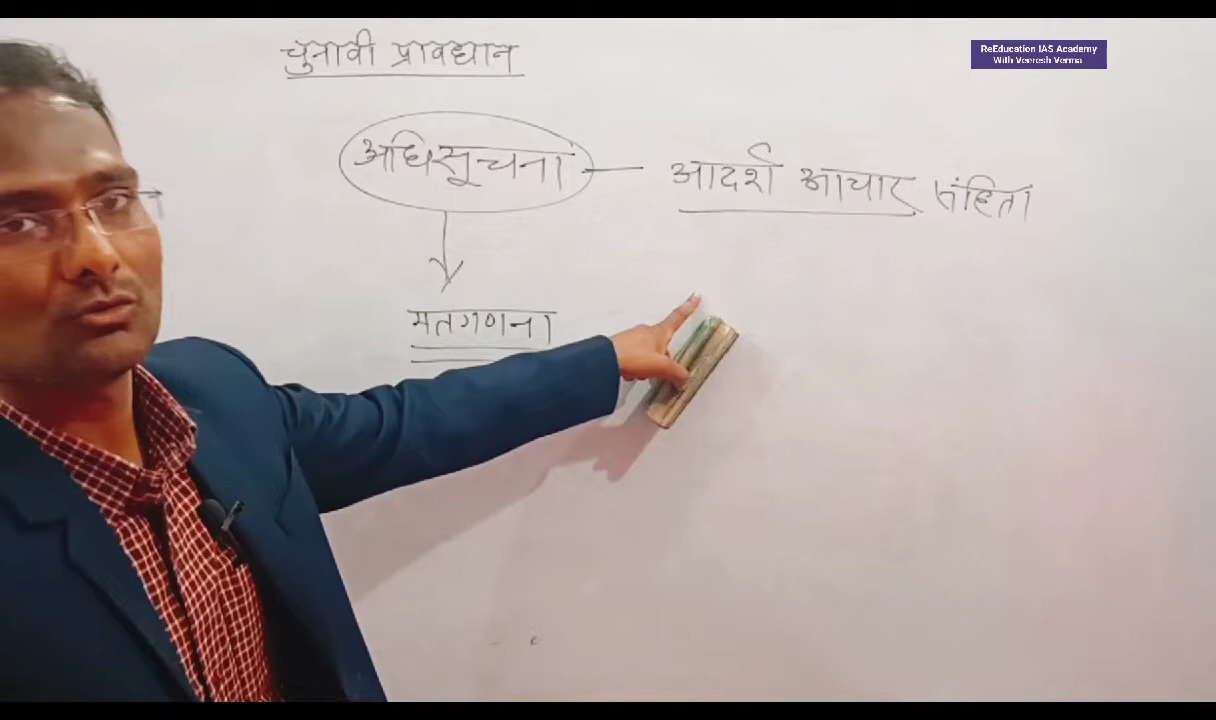 चुनावी प्रावधान
ReEducation IAS Academy
With Veeresh Verma
अधिसूचना — आदर्श आचार संहिता
मतगणना